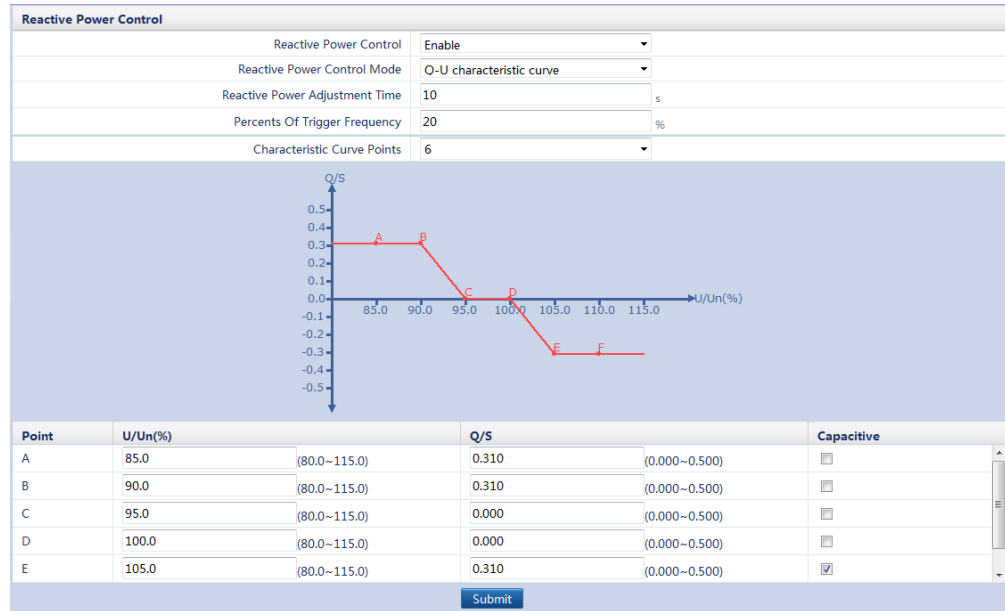 Reactive Power Control
Reactive Power Control Enable
Reactive Power Control Mode Q-U characteristic curve
Reactive Power Adjustment Time 10 s
Percents Of Trigger Frequency 20 %
Characteristic Curve Points 6
Q/S
0.5
0.4
0.3 A B
0.2
0.1
0.0 C D U/Un(%)
85.0 90.0 95.0 100.0 105.0 110.0 115.0
-0.1
-0.2
-0.3 E F
-0.4
-0.5
Point U/Un(%) Q/S Capacitive
A 85.0 (80.0~115.0) 0.310 (0.000~0.500)
B 90.0 (80.0~115.0) 0.310 (0.000~0.500)
C 95.0 (80.0~115.0) 0.000 (0.000~0.500)
D 100.0 (80.0~115.0) 0.000 (0.000~0.500)
E 105.0 (80.0~115.0) 0.310 (0.000~0.500)
Submit